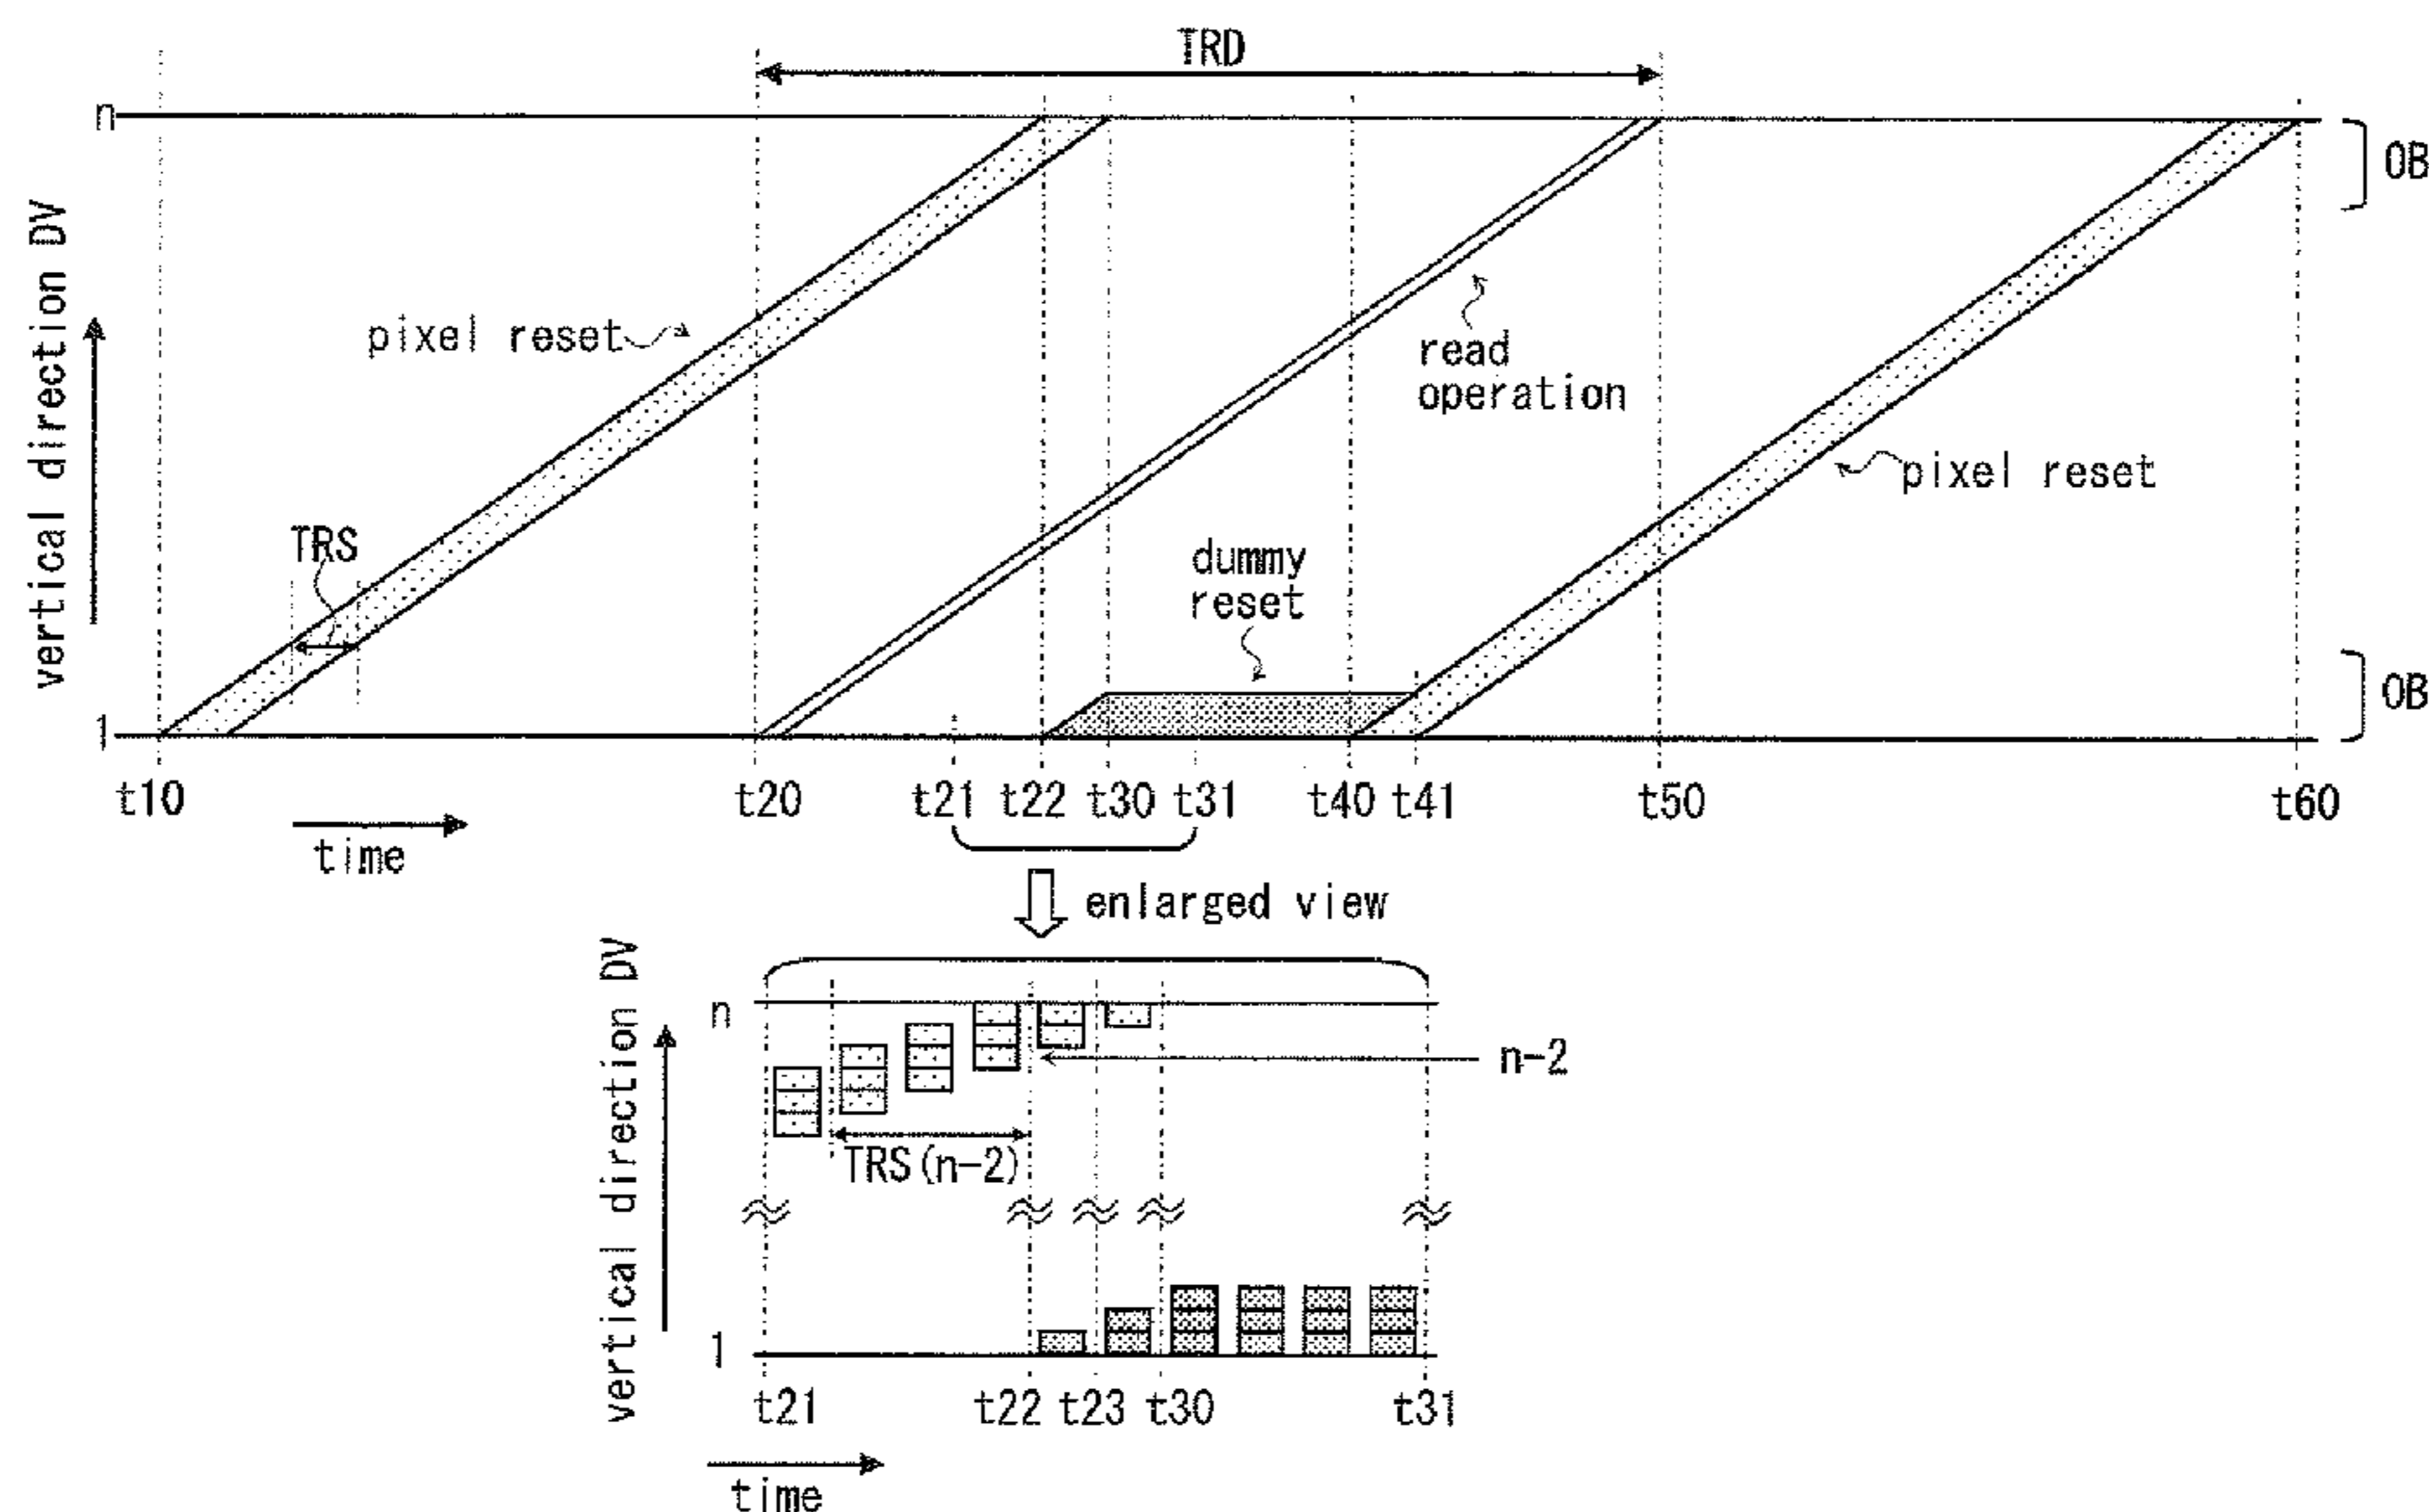 TRD
n
OB
vertical direction DV
pixel reset
read
operation
pixel reset
TRS
dummy
reset
OB
1
t10
t20
t21
t22
t30
t31
t40
t41
t50
t60
time
enlarged view
vertical direction DV
n
n-2
TRS(n-2)
1
t21
t22
t23
t30
t31
time